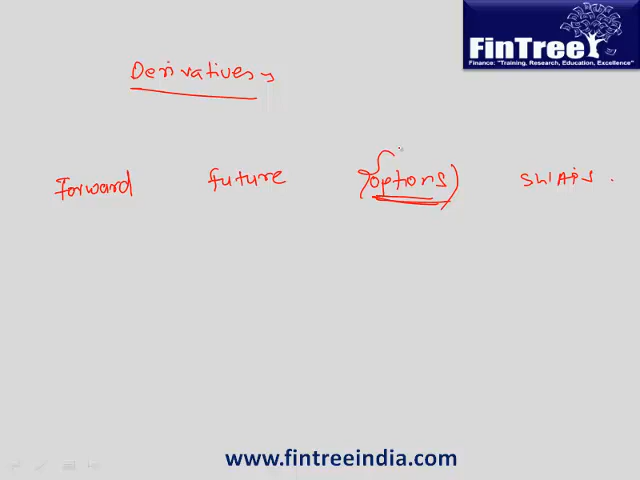 FinTree
Finance: "Training, Research, Education, Excellence"
Derivatives
Forward future options SWAPS.
www.fintreeindia.com